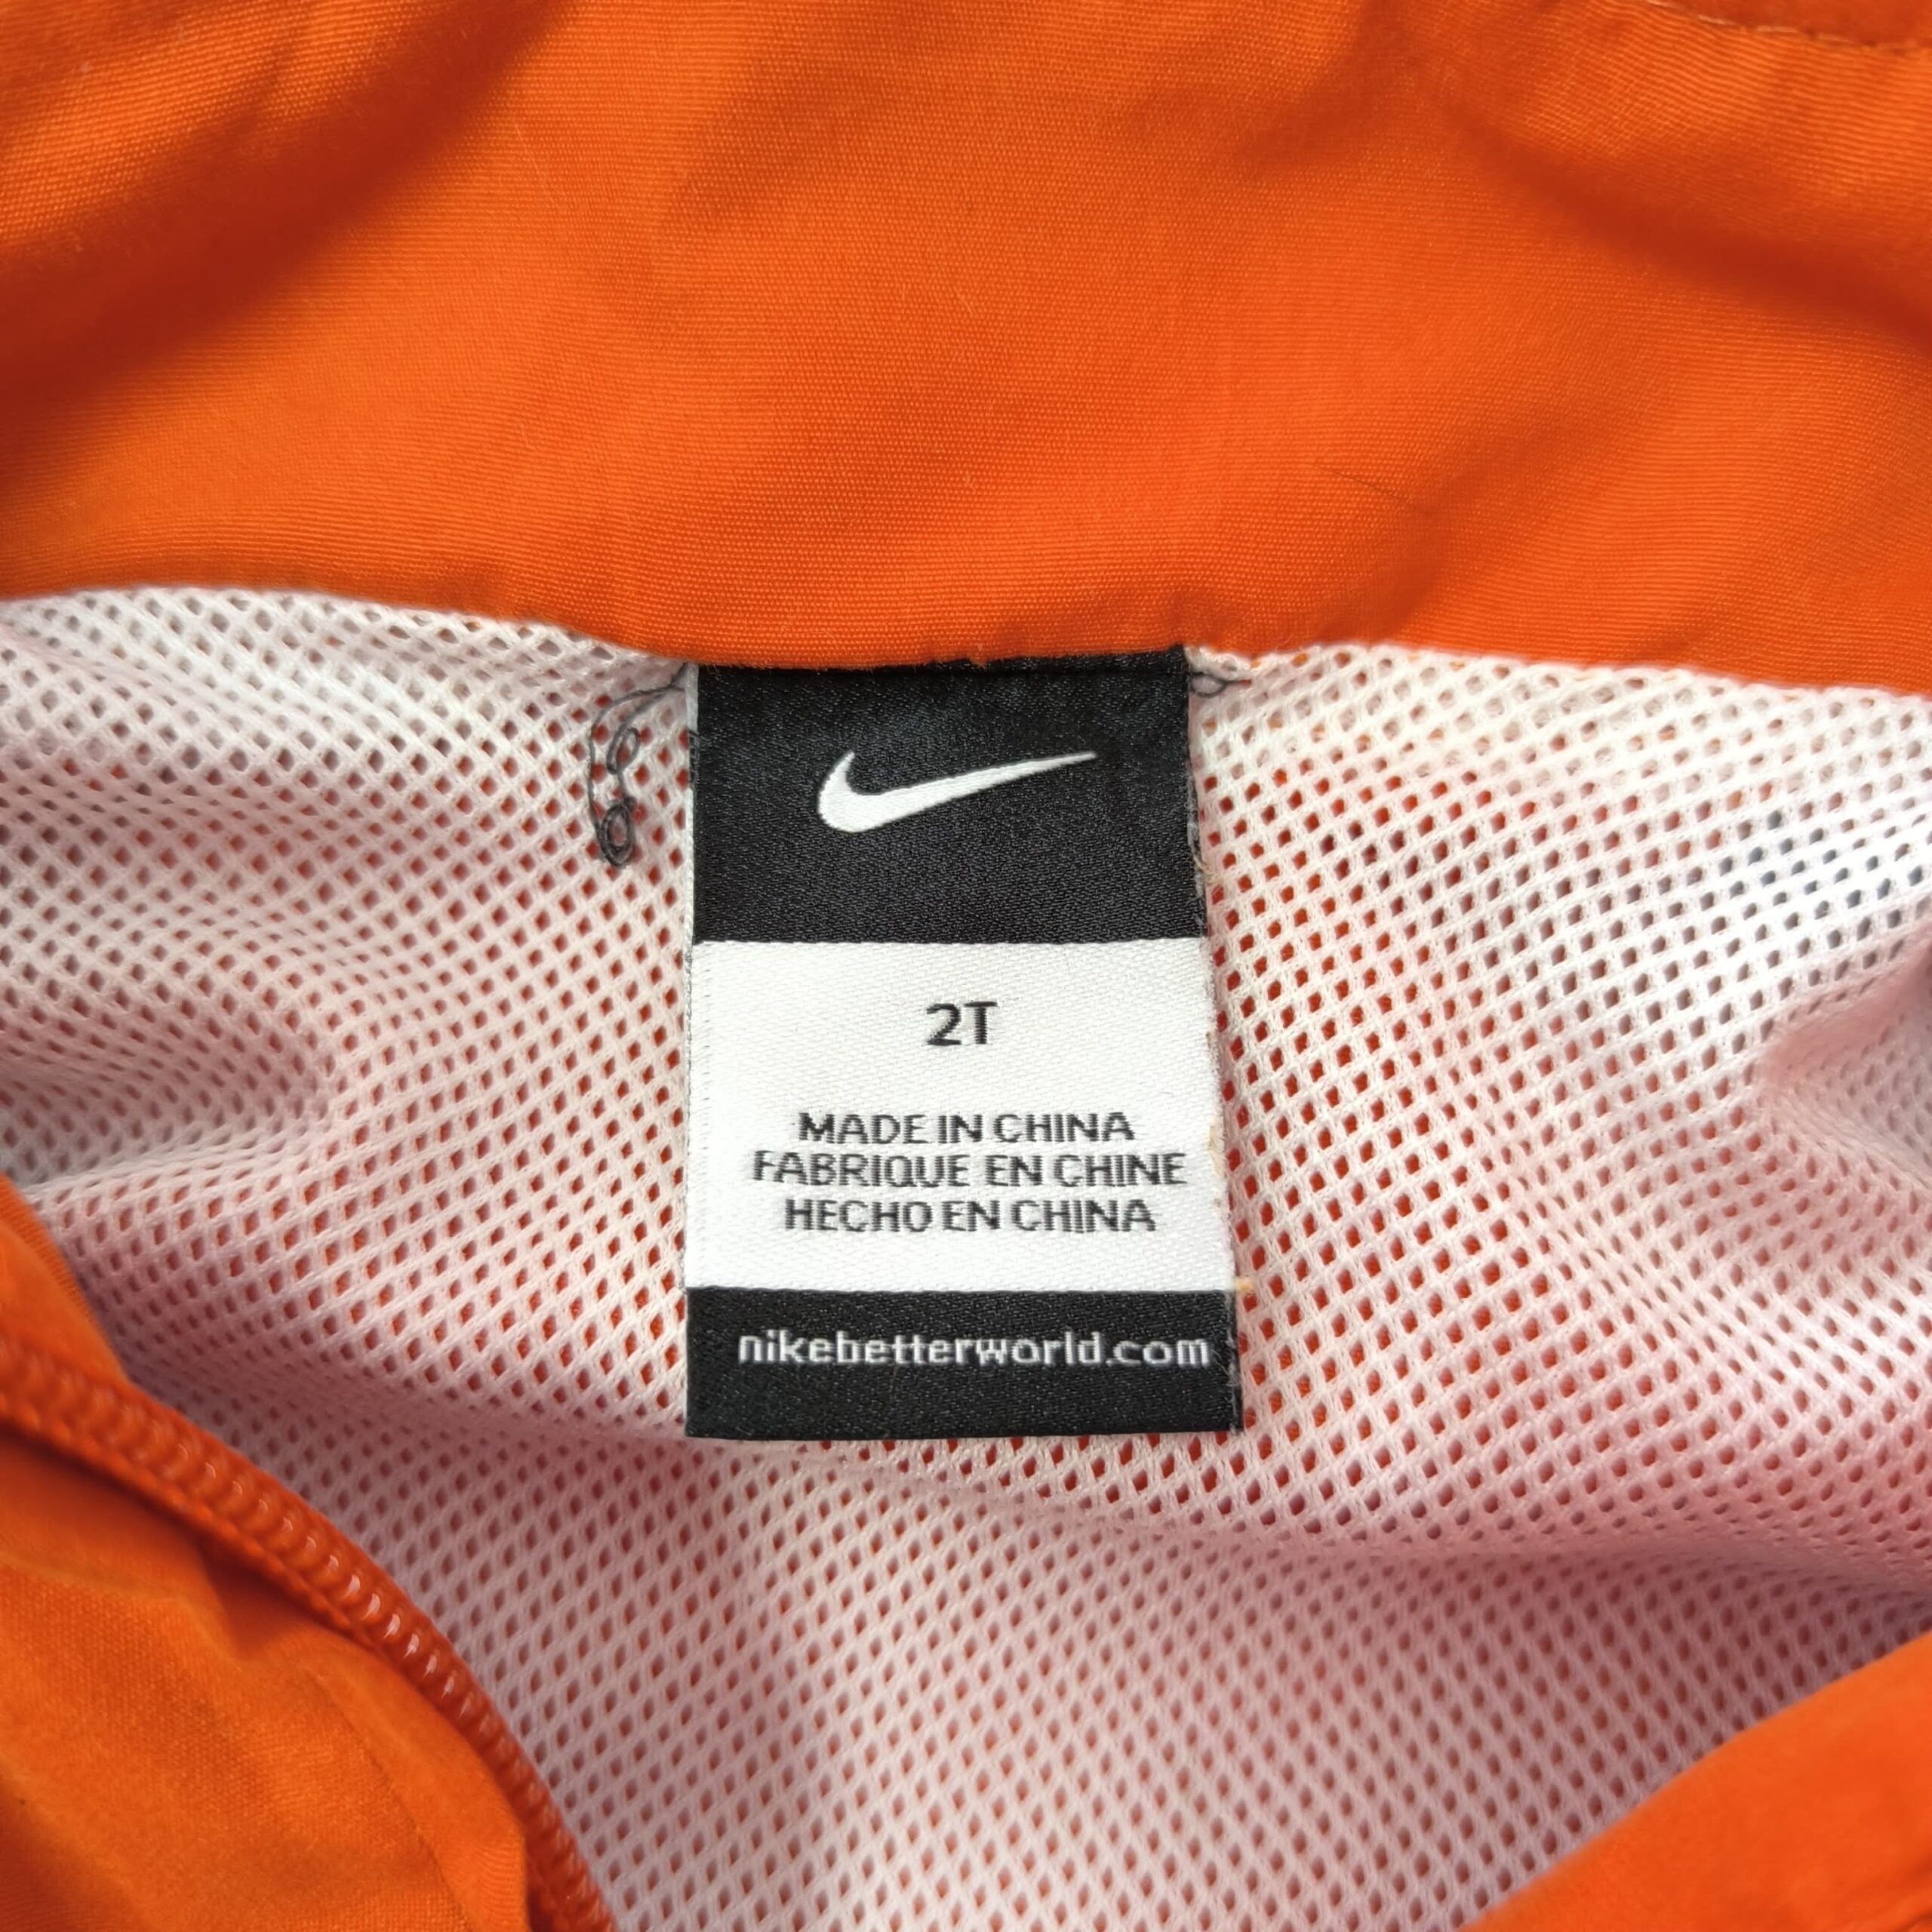 2T
MADE IN CHINA
FABRIQUE EN CHINE
HECHO EN CHINA
nikebetterworld.com